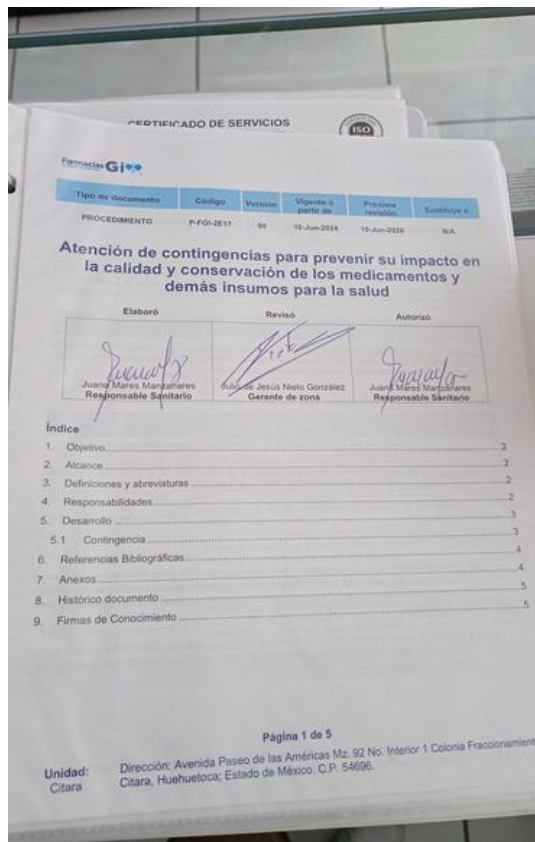 CERTIFICADO DE SERVICIOS
ISO
Farmacias Gi
Tipo de documento Código Versión Vigente a partir de Próxima revisión Sustituye a
PROCEDIMIENTO P-FGI-2E17 00 10-Jun-2024 10-Jun-2026 N/A
Atención de contingencias para prevenir su impacto en
la calidad y conservación de los medicamentos y
demás insumos para la salud
Elaboró Revisó Autorizó
Juana Mares Manzanares Julio de Jesús Nieto González Juana Mares Manzanares
Responsable Sanitario Gerente de zona Responsable Sanitario
Índice
1. Objetivo 2
2. Alcance 2
3. Definiciones y abreviaturas 2
4. Responsabilidades 2
5. Desarrollo 3
5.1 Contingencia 3
6. Referencias Bibliográficas 4
7. Anexos 4
8. Histórico documento 5
9. Firmas de Conocimiento 5
Página 1 de 5
Unidad: Dirección: Avenida Paseo de las Américas Mz. 92 No. Interior 1 Colonia Fraccionamient
Citara Citara, Huehuetoca; Estado de México. C.P. 54696.